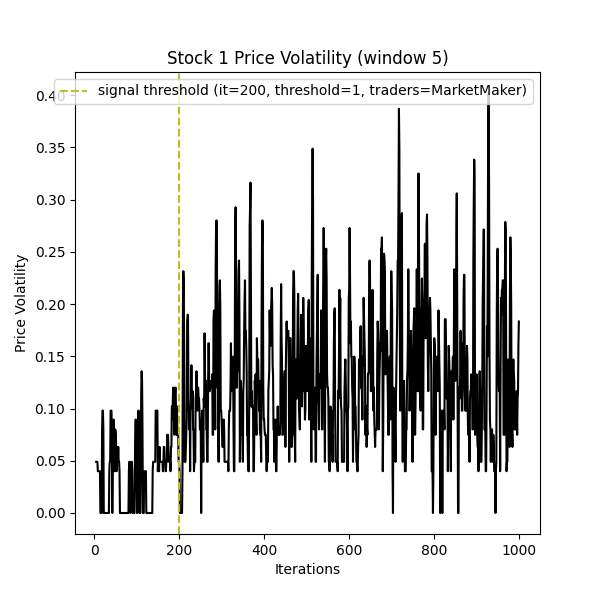 Stock 1 Price Volatility (window 5)
signal threshold (it=200, threshold=1, traders=MarketMaker)
0.40
0.35
0.30
0.25
0.20
0.15
0.10
0.05
0.00
Price Volatility
0 200 400 600 800 1000
Iterations